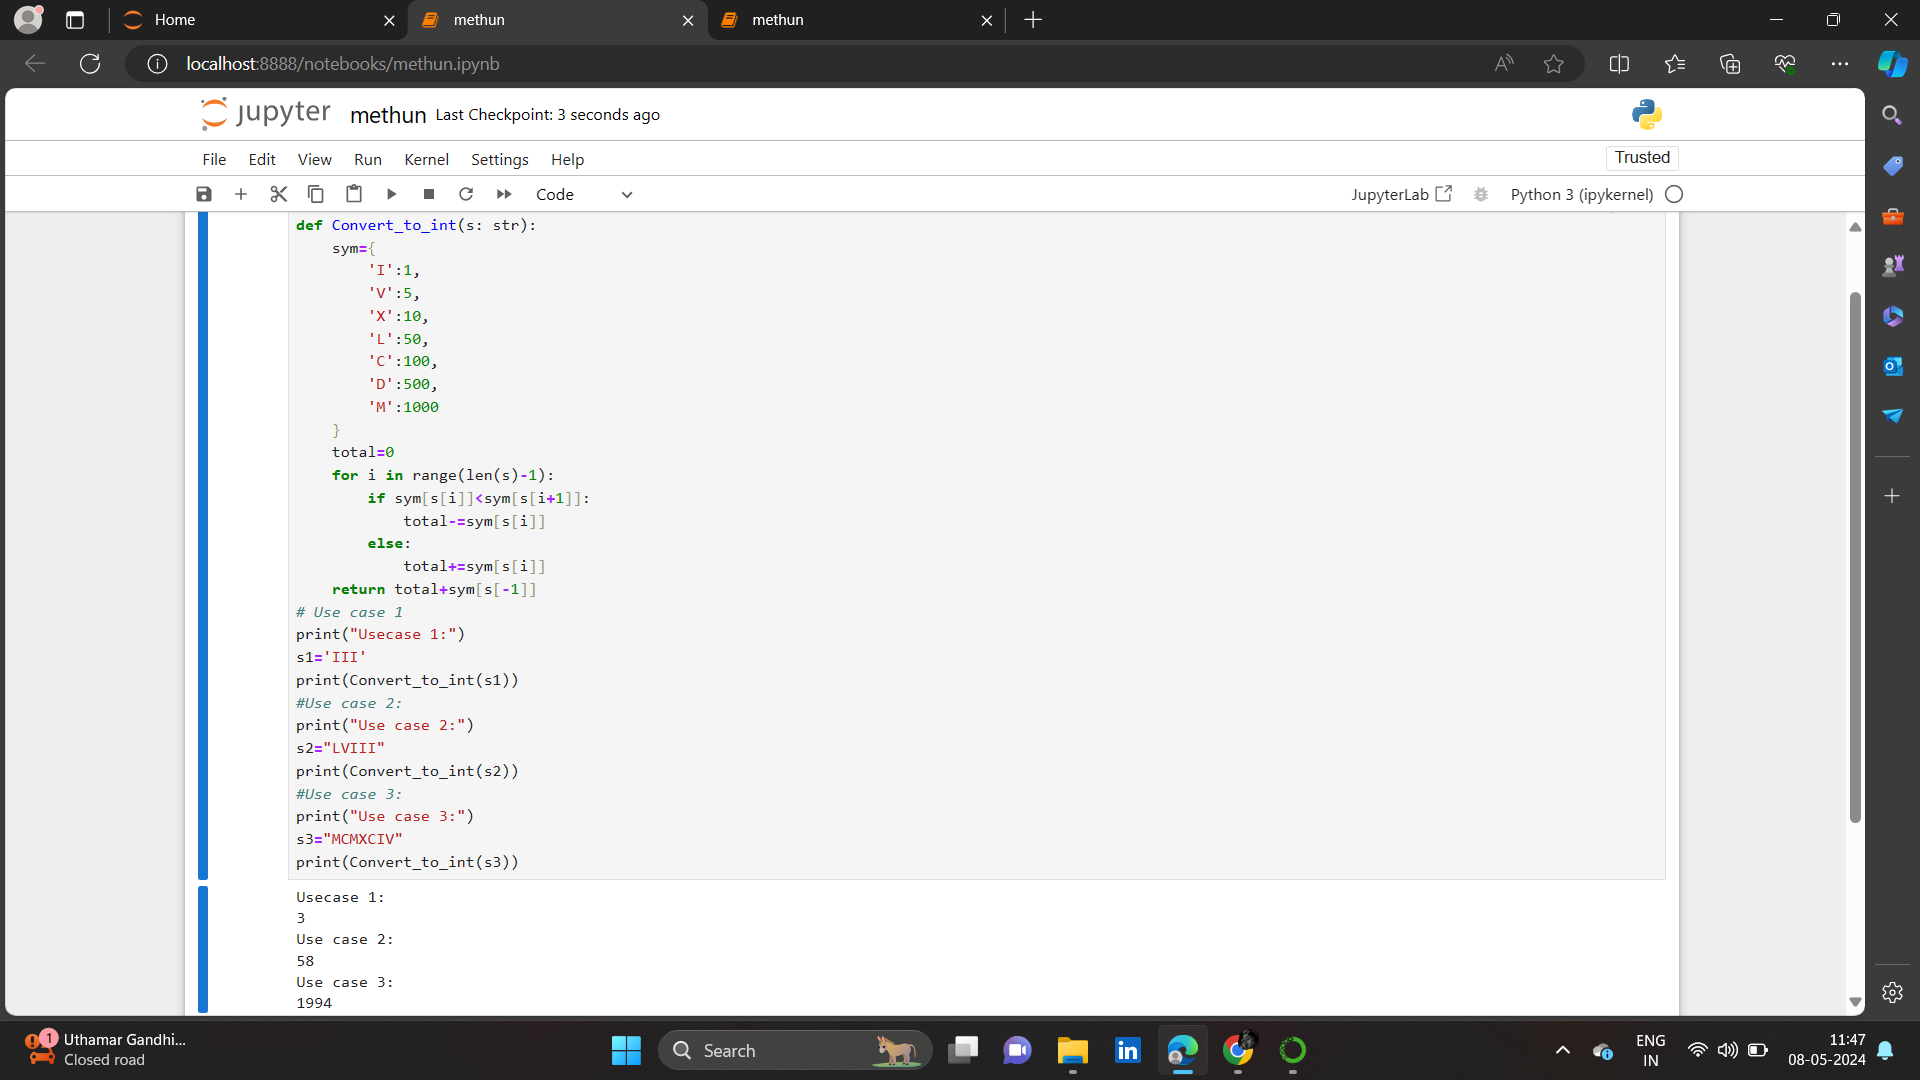 Home
methun
methun
localhost:8888/notebooks/methun.ipynb
jupyter methun Last Checkpoint: 3 seconds ago
File Edit View Run Kernel Settings Help
Trusted
Code
JupyterLab
Python 3 (ipykernel)
def Convert_to_int(s: str):
    sym={
        'I':1,
        'V':5,
        'X':10,
        'L':50,
        'C':100,
        'D':500,
        'M':1000
    }
    total=0
    for i in range(len(s)-1):
        if sym[s[i]]<sym[s[i+1]]:
            total-=sym[s[i]]
        else:
            total+=sym[s[i]]
    return total+sym[s[-1]]
# Use case 1
print("Usecase 1:")
s1='III'
print(Convert_to_int(s1))
#Use case 2:
print("Use case 2:")
s2="LVIII"
print(Convert_to_int(s2))
#Use case 3:
print("Use case 3:")
s3="MCMXCIV"
print(Convert_to_int(s3))
Usecase 1:
3
Use case 2:
58
Use case 3:
1994
1
Uthamar Gandhi...
Closed road
Search
ENG
IN
11:47
08-05-2024